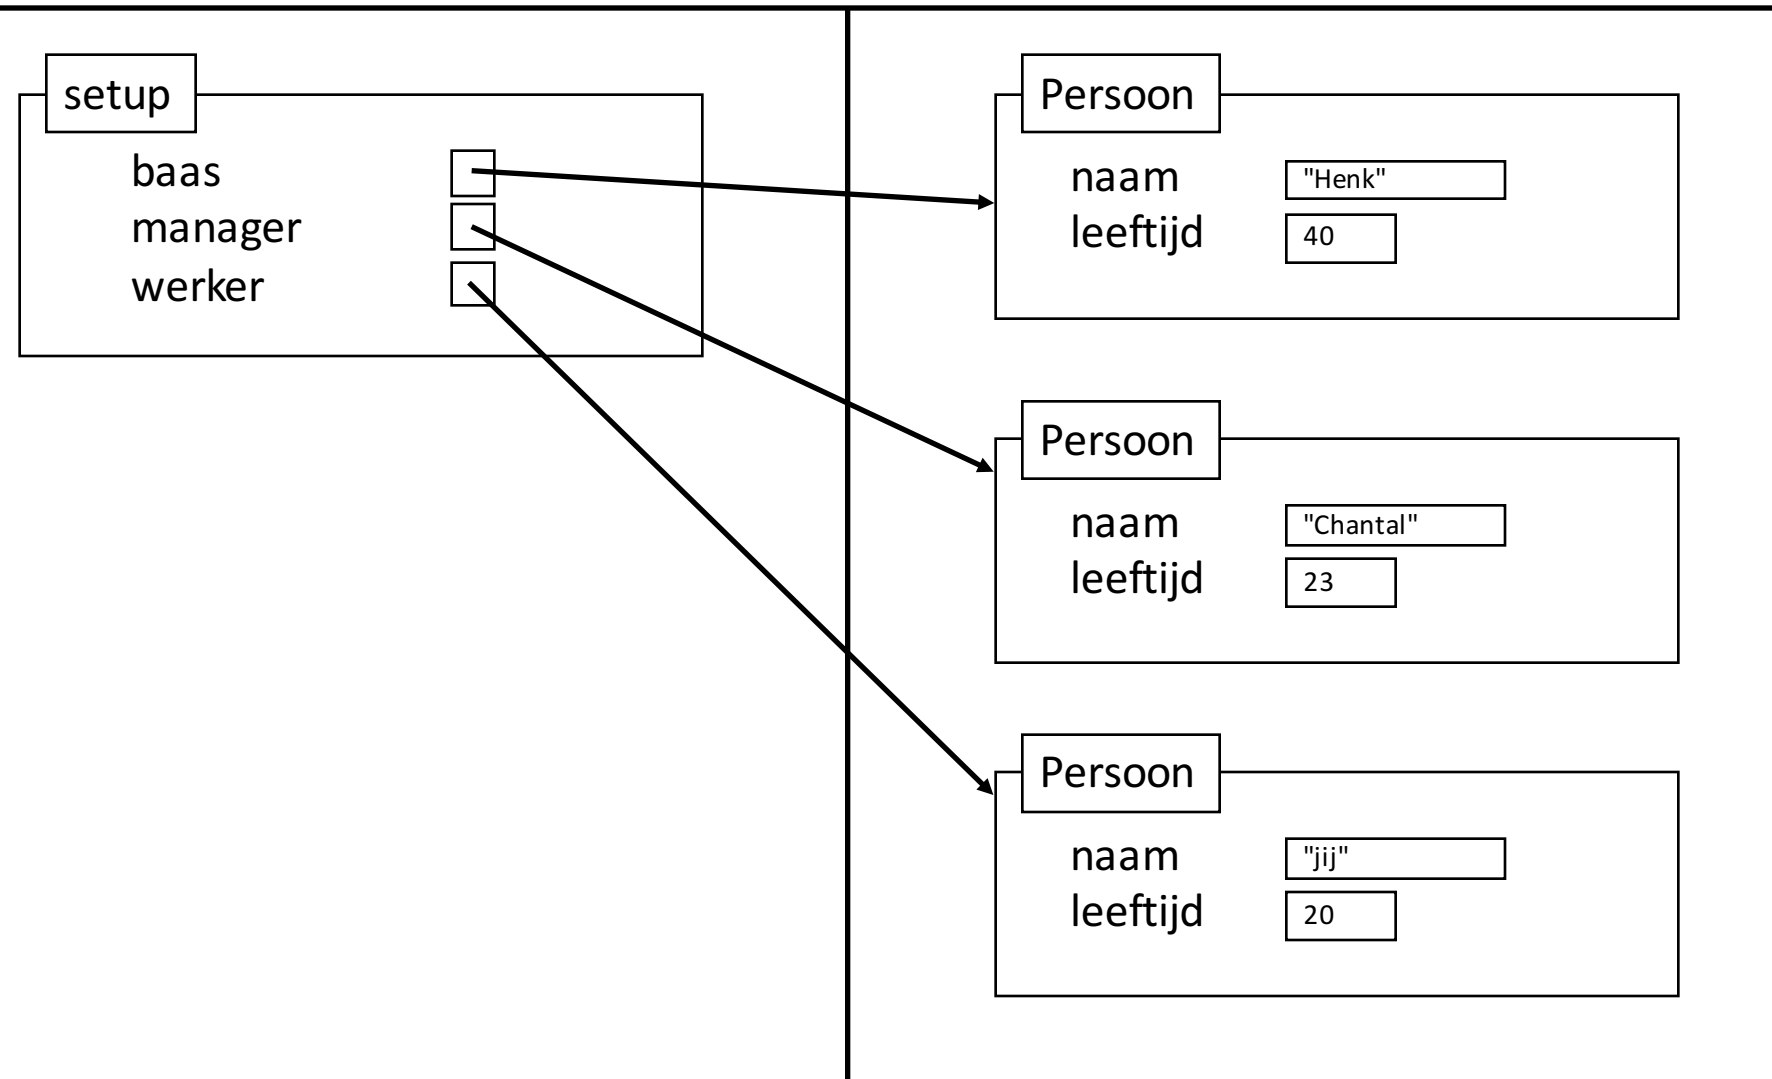 setup
baas
manager
werker
Persoon
naam "Henk"
leeftijd 40
Persoon
naam "Chantal"
leeftijd 23
Persoon
naam "jij"
leeftijd 20